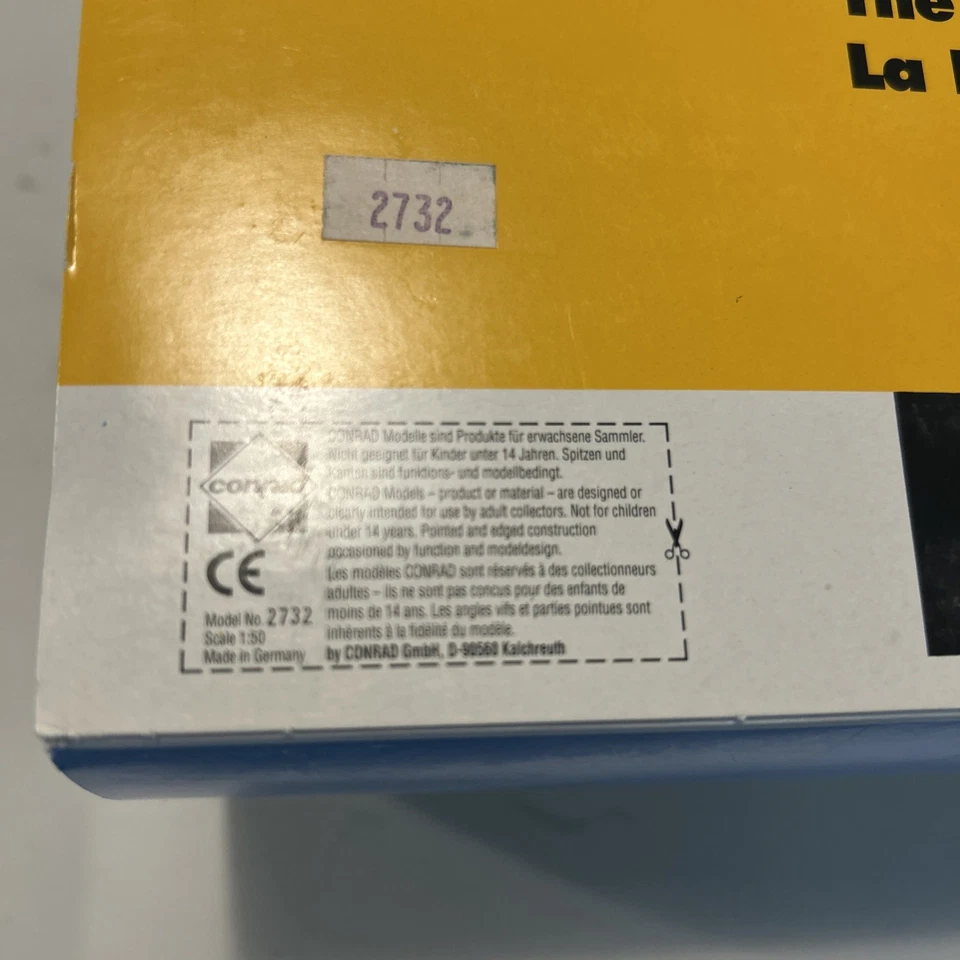 The
La
2732
CONRAD Modelle sind Produkte für erwachsene Sammler.
Nicht geeignet für Kinder unter 14 Jahren. Spitzen und
Kanten sind funktions- und modellbedingt.
CONRAD Models – product or material – are designed or
clearly intended for use by adult collectors. Not for children
under 14 years. Pointed and edged construction
occasioned by function and modeldesign.
Les modèles CONRAD sont réservés à des collectionneurs
adultes – ils ne sont pas concus pour des enfants de
moins de 14 ans. Les angles vifs et parties pointues sont
inhérents à la fidélité du modèle.
by CONRAD GmbH, D-90560 Kalchreuth
conrad
CE
Model No. 2732
Scale 1:50
Made in Germany